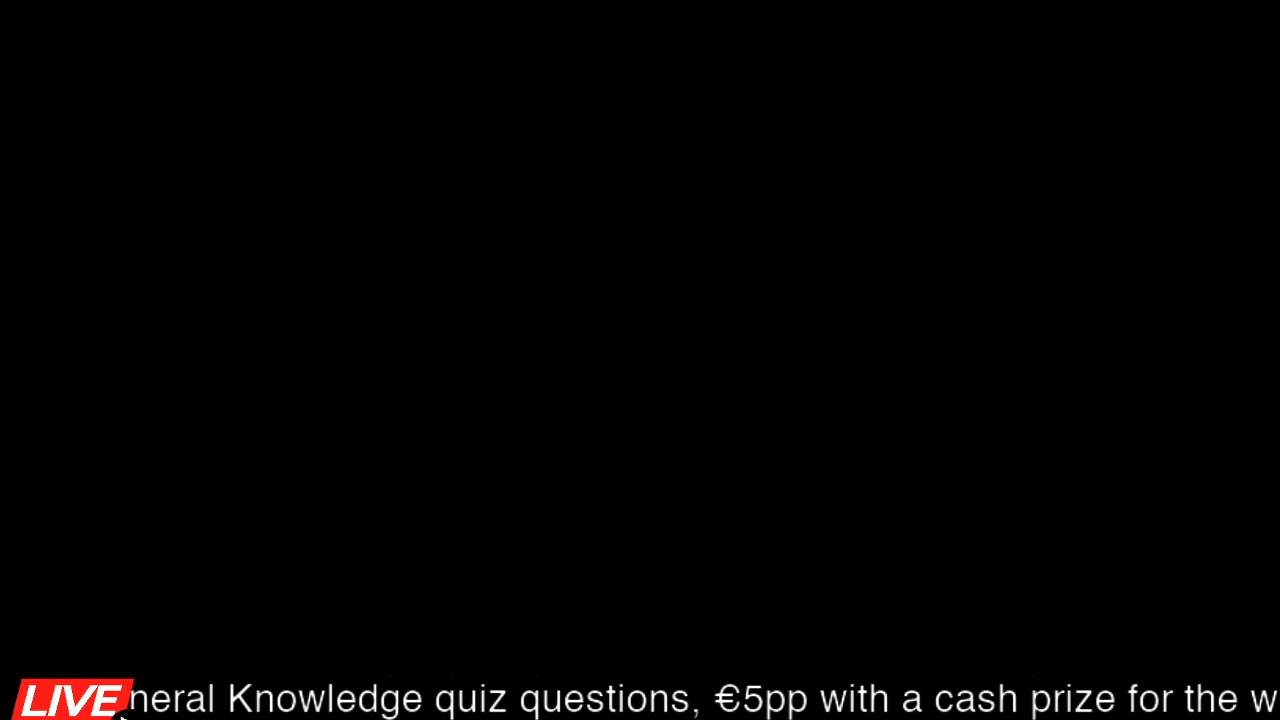 LIVE neral Knowledge quiz questions, €5pp with a cash prize for the w